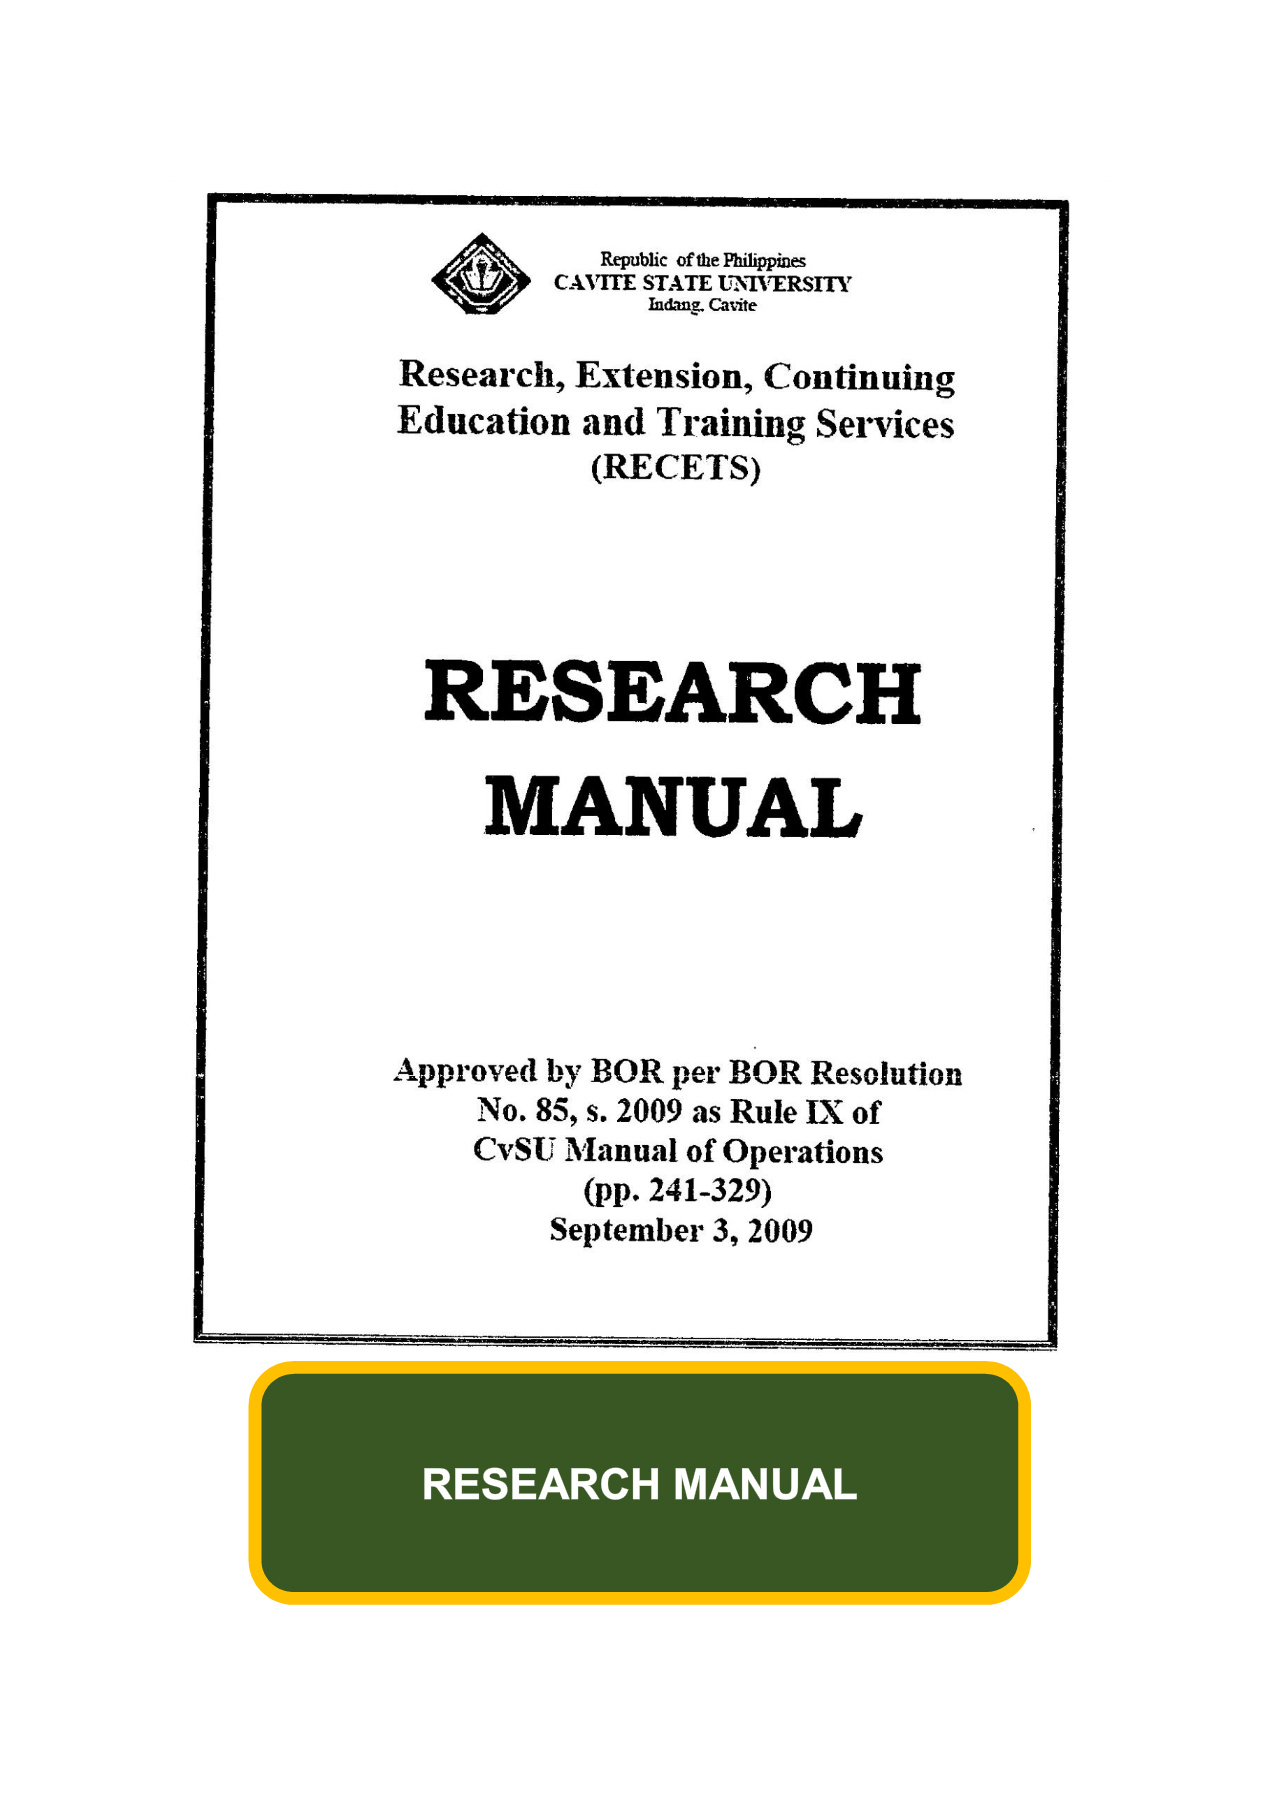 Republic of the Philippines
CAVITE STATE UNIVERSITY
Indang, Cavite
Research, Extension, Continuing
Education and Training Services
(RECETS)
RESEARCH
MANUAL
Approved by BOR per BOR Resolution
No. 85, s. 2009 as Rule IX of
CvSU Manual of Operations
(pp. 241-329)
September 3, 2009
RESEARCH MANUAL